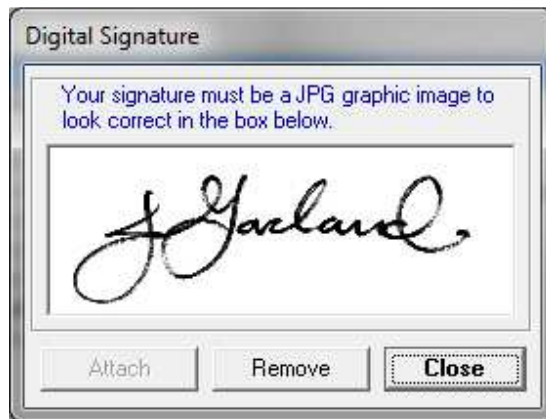 Digital Signature
Your signature must be a JPG graphic image to
look correct in the box below.
J Garland
Attach
Remove
Close